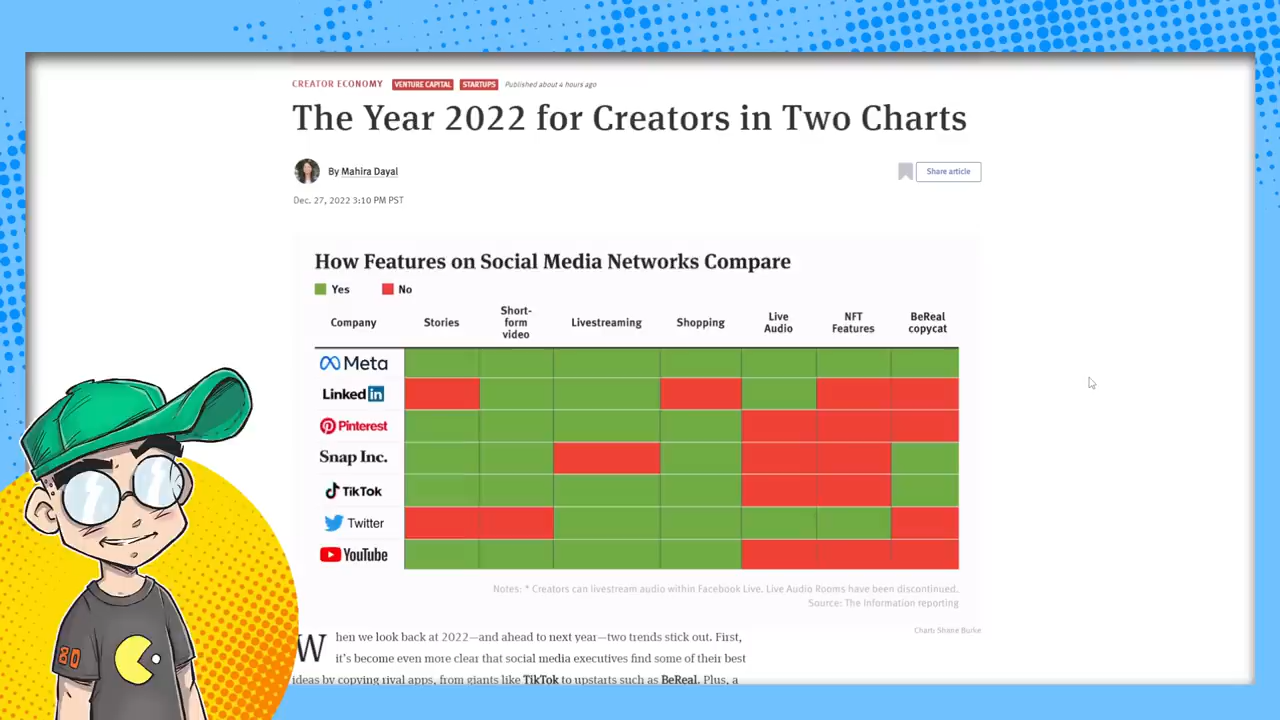 CREATOR ECONOMY VENTURE CAPITAL STARTUPS Published about 4 hours ago
The Year 2022 for Creators in Two Charts
By Mahira Dayal
Share article
Dec. 27, 2022 3:10 PM PST
How Features on Social Media Networks Compare
Yes No
Company Stories Short-form video Livestreaming Shopping Live Audio NFT Features BeReal copycat
Meta
Linked in
Pinterest
Snap Inc.
TikTok
Twitter
YouTube
Notes: * Creators can livestream audio within Facebook Live. Live Audio Rooms have been discontinued.
Source: The Information reporting
Chart: Shane Burke
When we look back at 2022—and ahead to next year—two trends stick out. First,
it's become even more clear that social media executives find some of their best
ideas by copying rival apps, from giants like TikTok to upstarts such as BeReal. Plus, a
80